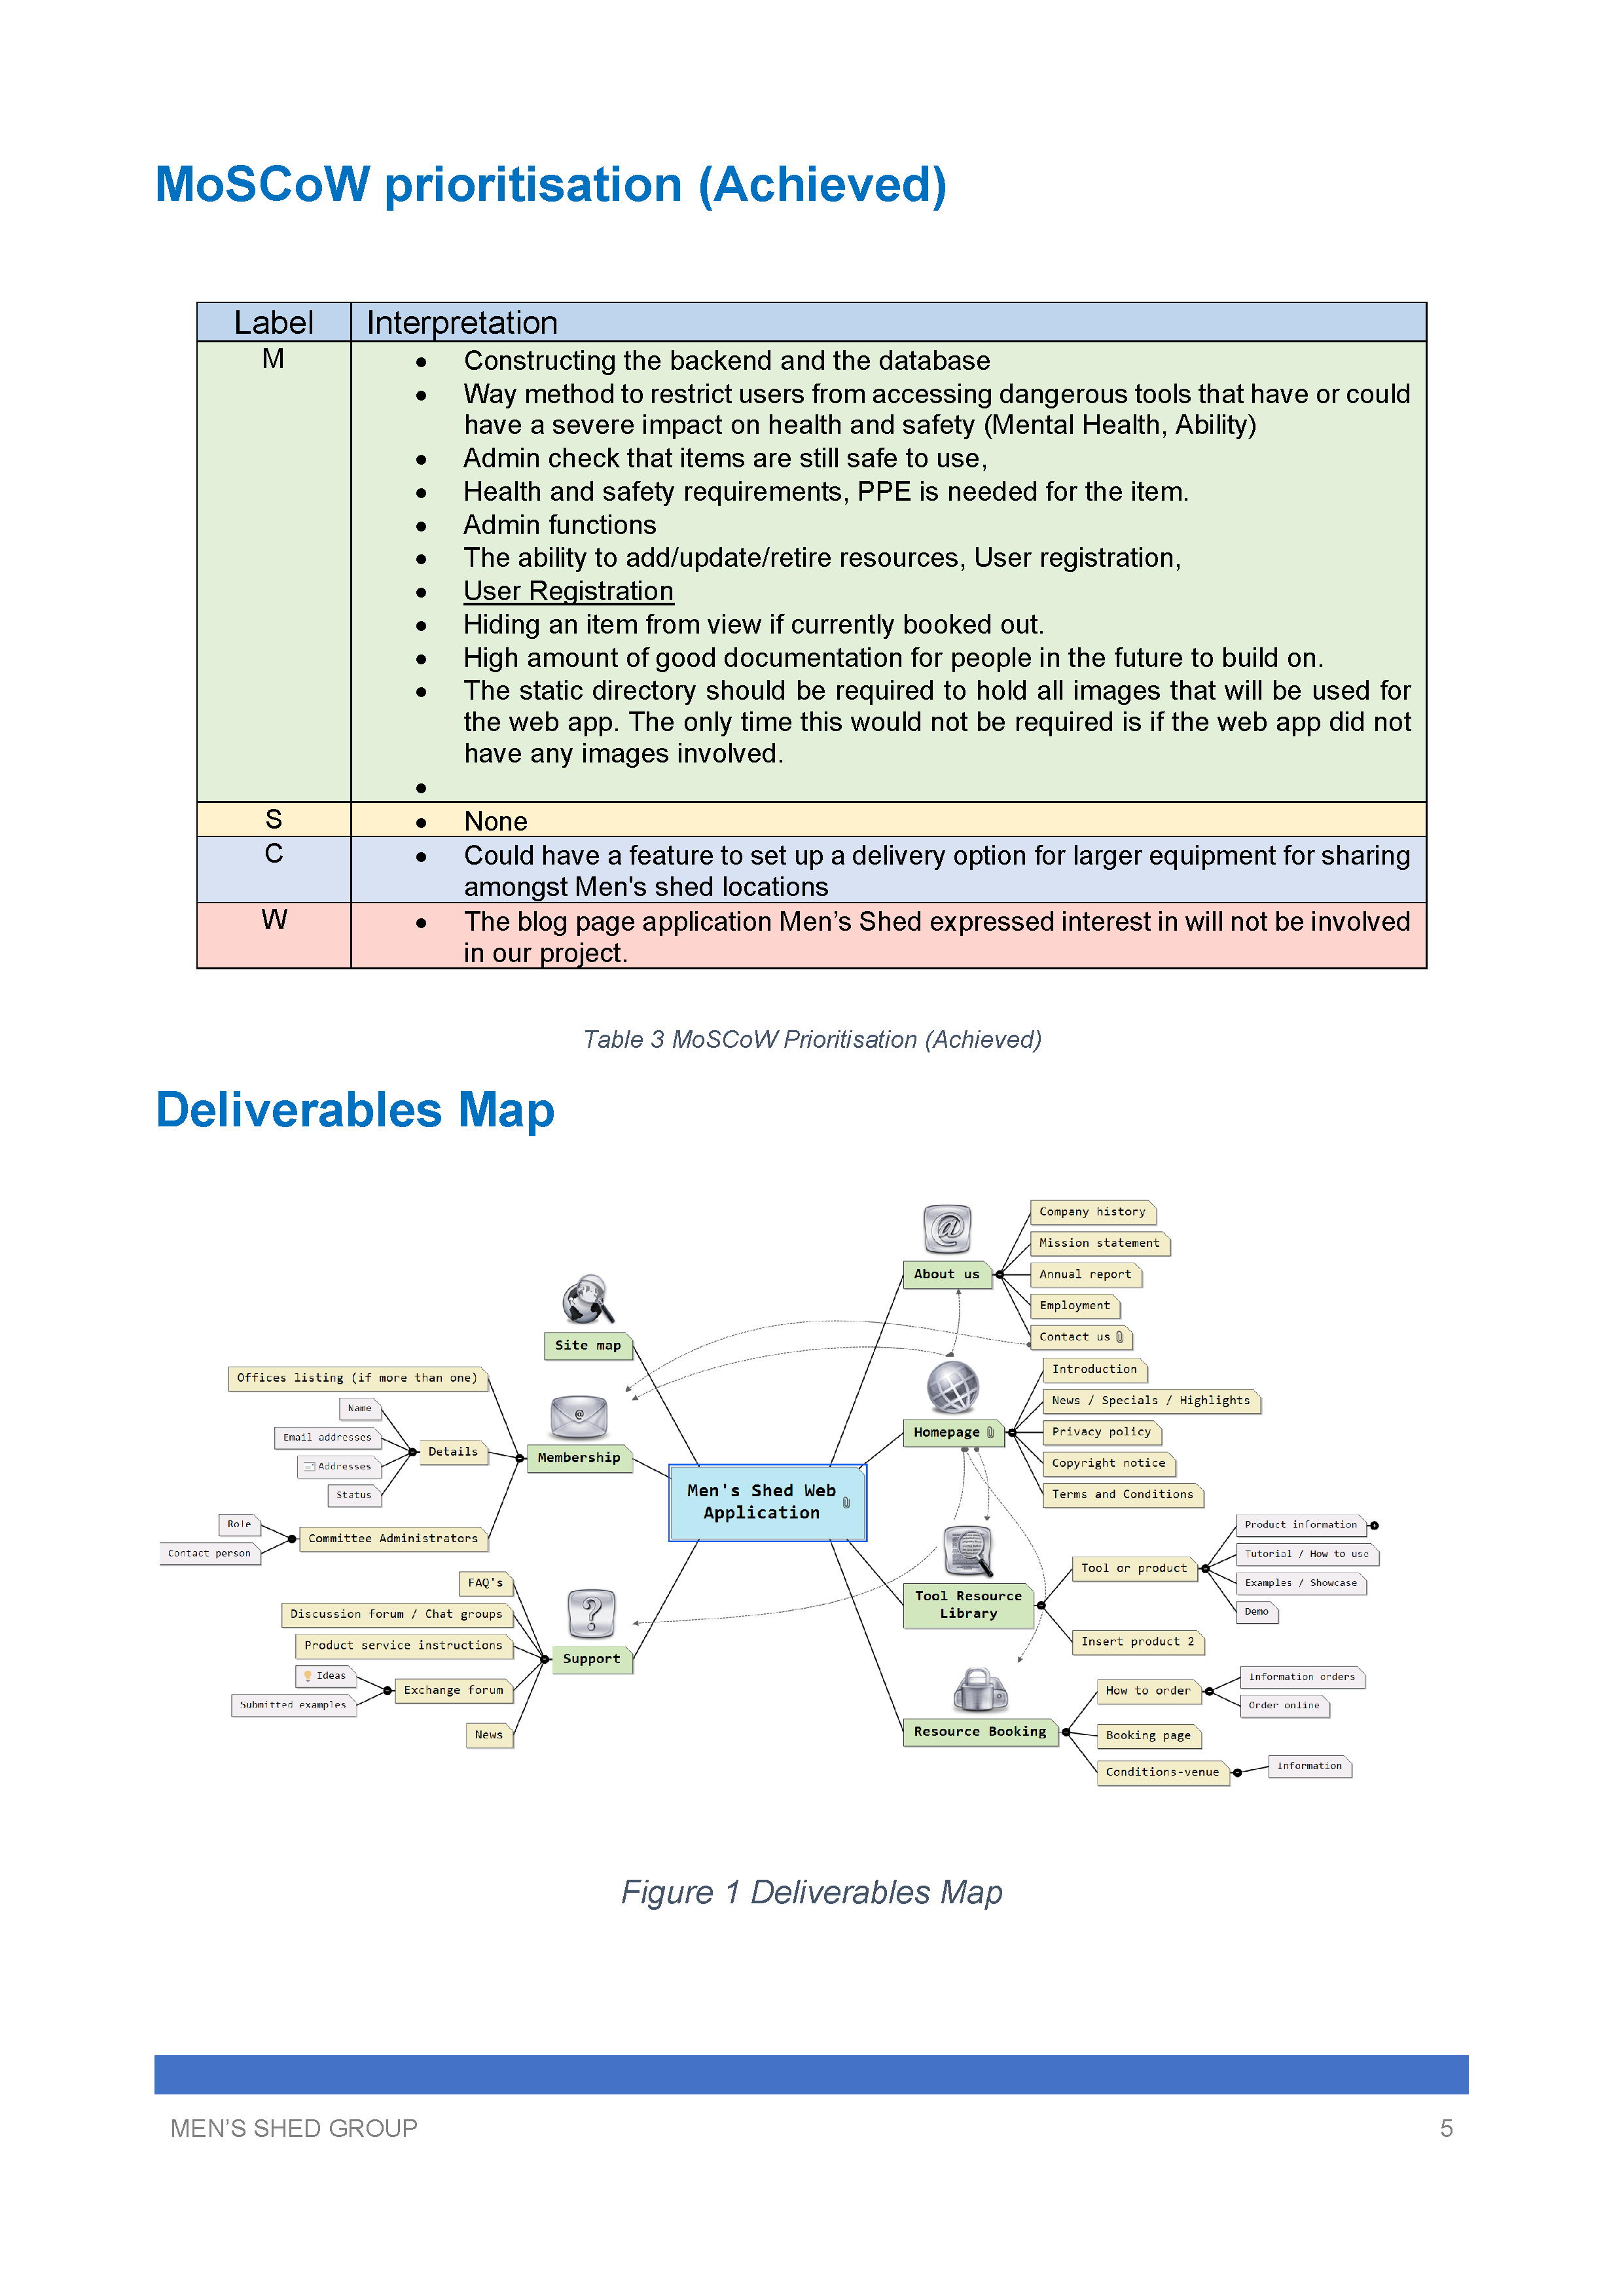 MoSCoW prioritisation (Achieved)
Label Interpretation
M
• Constructing the backend and the database
• Way method to restrict users from accessing dangerous tools that have or could
have a severe impact on health and safety (Mental Health, Ability)
• Admin check that items are still safe to use,
• Health and safety requirements, PPE is needed for the item.
• Admin functions
• The ability to add/update/retire resources, User registration,
• User Registration
• Hiding an item from view if currently booked out.
• High amount of good documentation for people in the future to build on.
• The static directory should be required to hold all images that will be used for
the web app. The only time this would not be required is if the web app did not
have any images involved.
•
S • None
C • Could have a feature to set up a delivery option for larger equipment for sharing
amongst Men's shed locations
W • The blog page application Men’s Shed expressed interest in will not be involved
in our project.
Table 3 MoSCoW Prioritisation (Achieved)
Deliverables Map
Men's Shed Web
Application
Site map
Membership
Offices listing (if more than one)
Details
Name
Email addresses
Addresses
Status
Committee Administrators
Role
Contact person
Support
FAQ's
Discussion forum / Chat groups
Product service instructions
Exchange forum
Ideas
Submitted examples
News
About us
Company history
Mission statement
Annual report
Employment
Contact us
Homepage
Introduction
News / Specials / Highlights
Privacy policy
Copyright notice
Terms and Conditions
Tool Resource
Library
Tool or product
Product information
Tutorial / How to use
Examples / Showcase
Demo
Insert product 2
Resource Booking
How to order
Information orders
Order online
Booking page
Conditions-venue
Information
Figure 1 Deliverables Map
MEN’S SHED GROUP 5